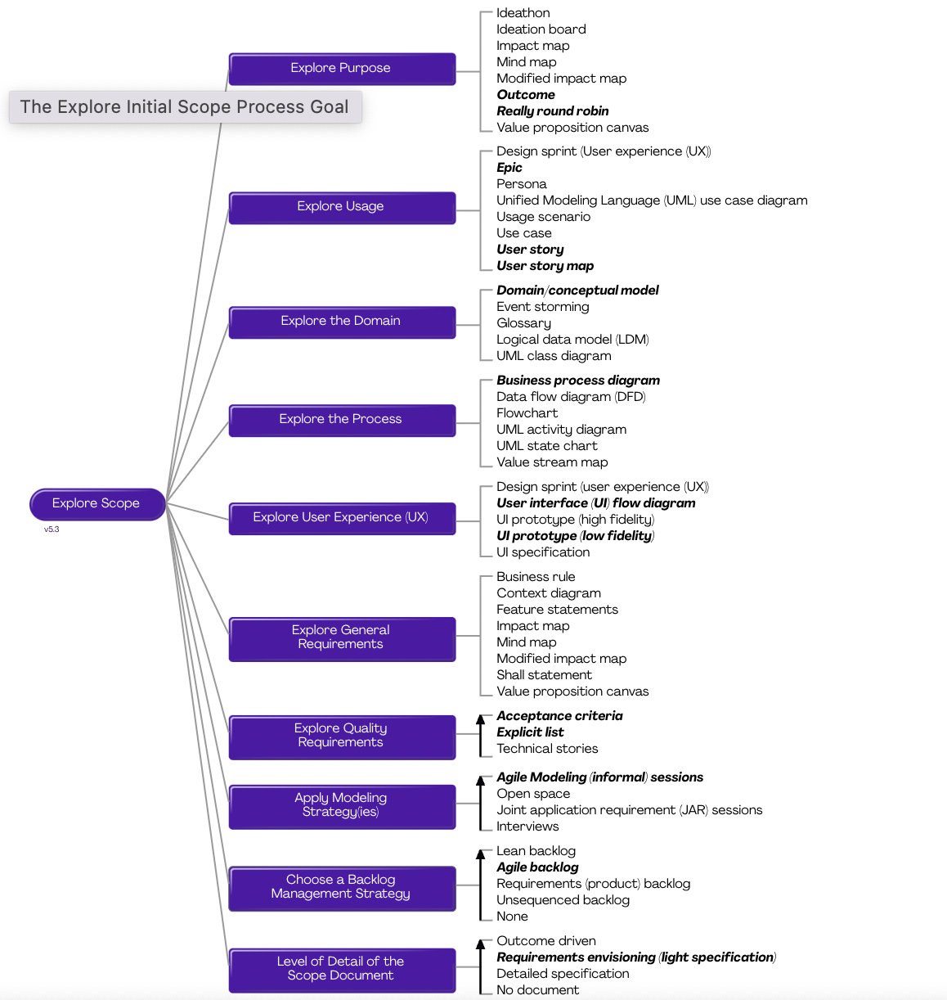 Ideathon
Ideation board
Impact map
Explore Purpose
Mind map
Modified impact map
Outcome
Really round robin
Value proposition canvas
The Explore Initial Scope Process Goal
Design sprint (User experience (UX))
Epic
Persona
Explore Usage
Unified Modeling Language (UML) use case diagram
Usage scenario
Use case
User story
User story map
Domain/conceptual model
Event storming
Explore the Domain
Glossary
Logical data model (LDM)
UML class diagram
Business process diagram
Data flow diagram (DFD)
Explore the Process
Flowchart
UML activity diagram
UML state chart
Value stream map
Explore Scope
v5.3
Design sprint (user experience (UX))
User interface (UI) flow diagram
Explore User Experience (UX)
UI prototype (high fidelity)
UI prototype (low fidelity)
UI specification
Business rule
Context diagram
Feature statements
Explore General
Requirements
Impact map
Mind map
Modified impact map
Shall statement
Value proposition canvas
Explore Quality
Requirements
Acceptance criteria
Explicit list
Technical stories
Apply Modeling
Strategy(ies)
Agile Modeling (informal) sessions
Open space
Joint application requirement (JAR) sessions
Interviews
Choose a Backlog
Management Strategy
Lean backlog
Agile backlog
Requirements (product) backlog
Unsequenced backlog
None
Level of Detail of the
Scope Document
Outcome driven
Requirements envisioning (light specification)
Detailed specification
No document